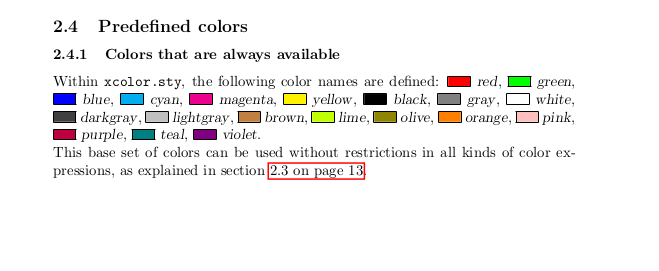 2.4 Predefined colors
2.4.1 Colors that are always available
Within xcolor.sty, the following color names are defined: red, green,
blue, cyan, magenta, yellow, black, gray, white,
darkgray, lightgray, brown, lime, olive, orange, pink,
purple, teal, violet.
This base set of colors can be used without restrictions in all kinds of color ex-
pressions, as explained in section 2.3 on page 13.